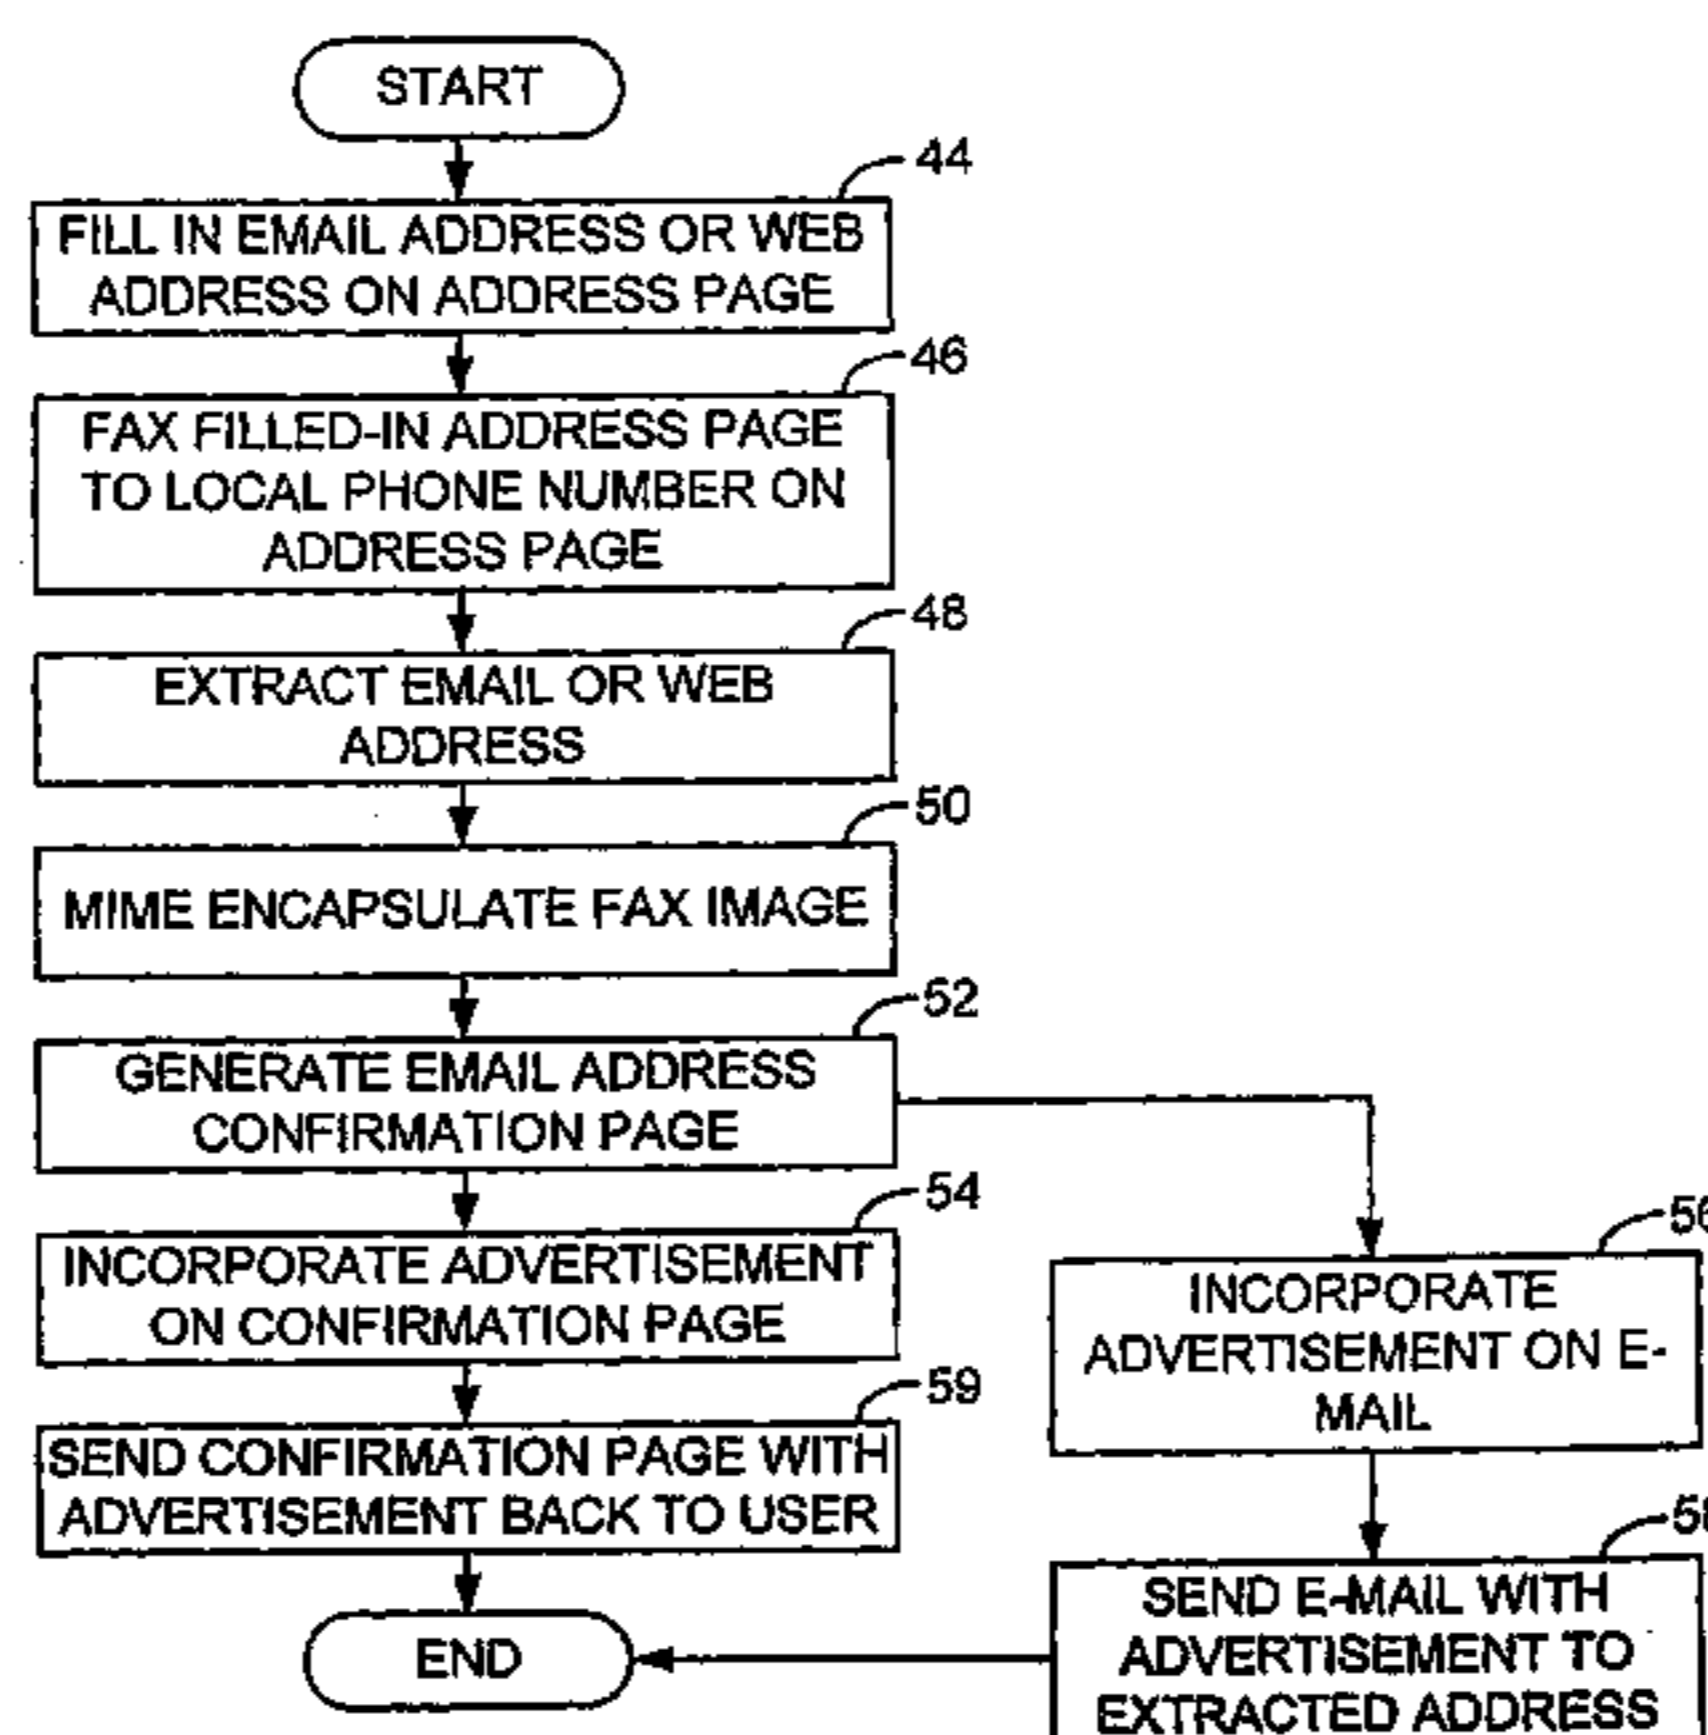 START
44
FILL IN EMAIL ADDRESS OR WEB
ADDRESS ON ADDRESS PAGE
46
FAX FILLED-IN ADDRESS PAGE
TO LOCAL PHONE NUMBER ON
ADDRESS PAGE
48
EXTRACT EMAIL OR WEB
ADDRESS
50
MIME ENCAPSULATE FAX IMAGE
52
GENERATE EMAIL ADDRESS
CONFIRMATION PAGE
54
INCORPORATE ADVERTISEMENT
ON CONFIRMATION PAGE
59
SEND CONFIRMATION PAGE WITH
ADVERTISEMENT BACK TO USER
END
56
INCORPORATE
ADVERTISEMENT ON E-
MAIL
58
SEND E-MAIL WITH
ADVERTISEMENT TO
EXTRACTED ADDRESS